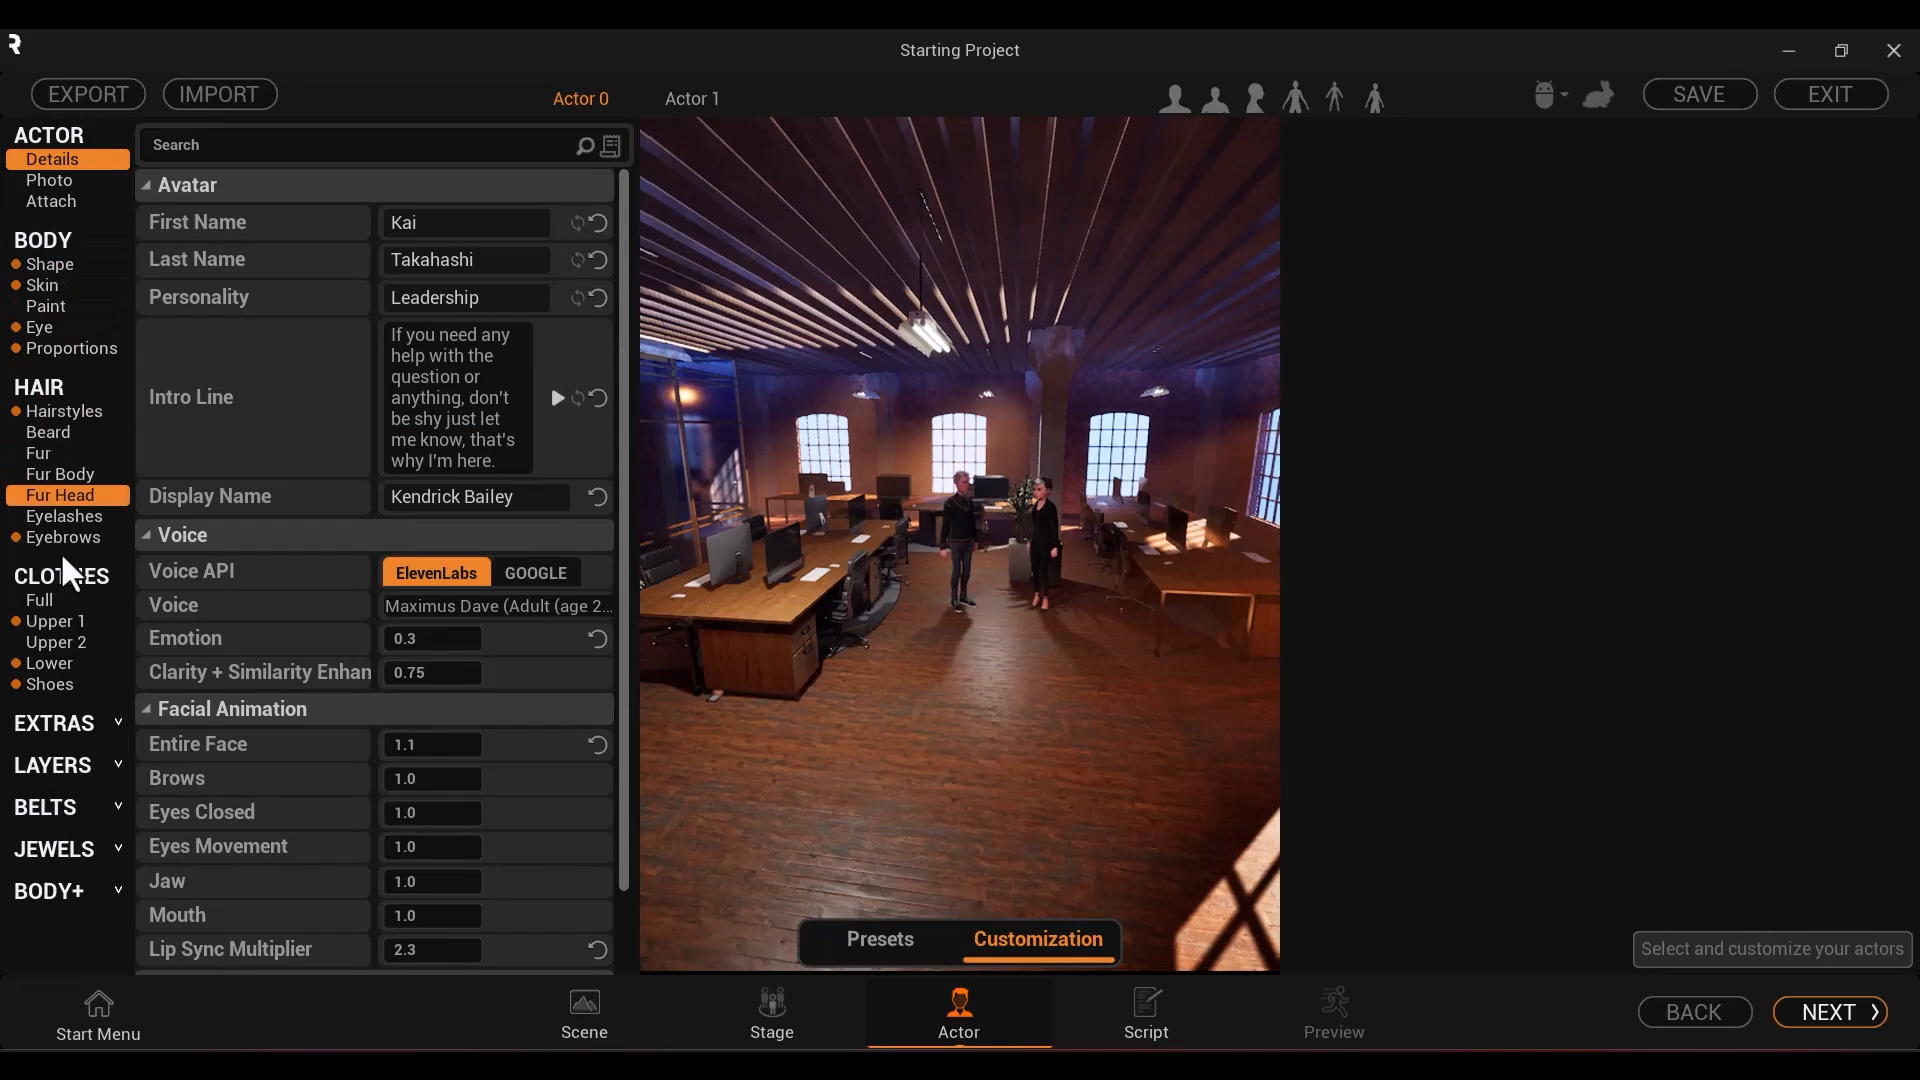 Starting Project
EXPORT
IMPORT
Actor 0
Actor 1
SAVE
EXIT
ACTOR
Details
Photo
Attach
BODY
Shape
Skin
Paint
Eye
Proportions
HAIR
Hairstyles
Beard
Fur
Fur Body
Fur Head
Eyelashes
Eyebrows
CLOTHES
Full
Upper 1
Upper 2
Lower
Shoes
EXTRAS
LAYERS
BELTS
JEWELS
BODY+
Search
Avatar
First Name
Kai
Last Name
Takahashi
Personality
Leadership
Intro Line
If you need any
help with the
question or
anything, don't
be shy just let
me know, that's
why I'm here.
Display Name
Kendrick Bailey
Voice
Voice API
ElevenLabs
GOOGLE
Voice
Maximus Dave (Adult (age 2...
Emotion
0.3
Clarity + Similarity Enhan
0.75
Facial Animation
Entire Face
1.1
Brows
1.0
Eyes Closed
1.0
Eyes Movement
1.0
Jaw
1.0
Mouth
1.0
Lip Sync Multiplier
2.3
Presets
Customization
Select and customize your actors
Start Menu
Scene
Stage
Actor
Script
Preview
BACK
NEXT